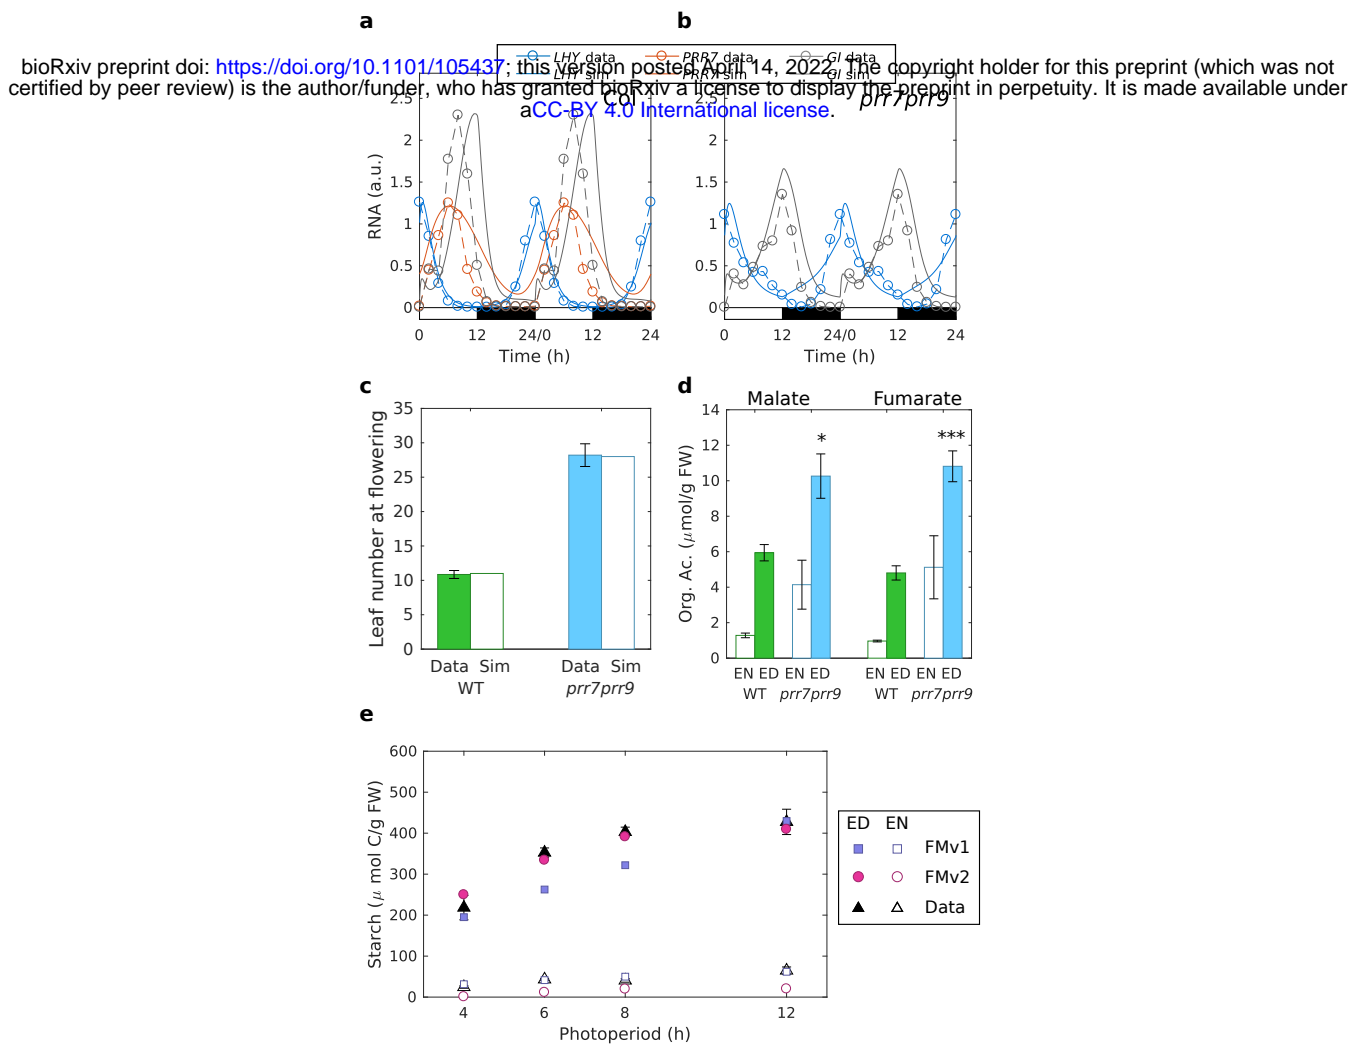 a
b
LHY data
PRR7 data
GI data
LHY sim
PRR7 sim
GI sim
bioRxiv preprint doi: https://doi.org/10.1101/105437; this version posted April 14, 2022. The copyright holder for this preprint (which was not
certified by peer review) is the author/funder, who has granted bioRxiv a license to display the preprint in perpetuity. It is made available under
aCC-BY 4.0 International license.
Col
prr7prr9
RNA (a.u.)
2.5
2
1.5
1
0.5
0
0
12
24/0
12
24
Time (h)
2.5
2
1.5
1
0.5
0
0
12
24/0
12
24
Time (h)
c
Leaf number at flowering
35
30
25
20
15
10
5
0
Data Sim
WT
Data Sim
prr7prr9
d
Malate
Fumarate
Org. Ac. (μmol/g FW)
14
12
10
8
6
4
2
0
*
***
EN ED
EN ED
EN ED
EN ED
WT
prr7prr9
WT
prr7prr9
e
Starch (μ mol C/g FW)
600
500
400
300
200
100
0
4
6
8
12
Photoperiod (h)
ED EN
FMv1
FMv2
Data